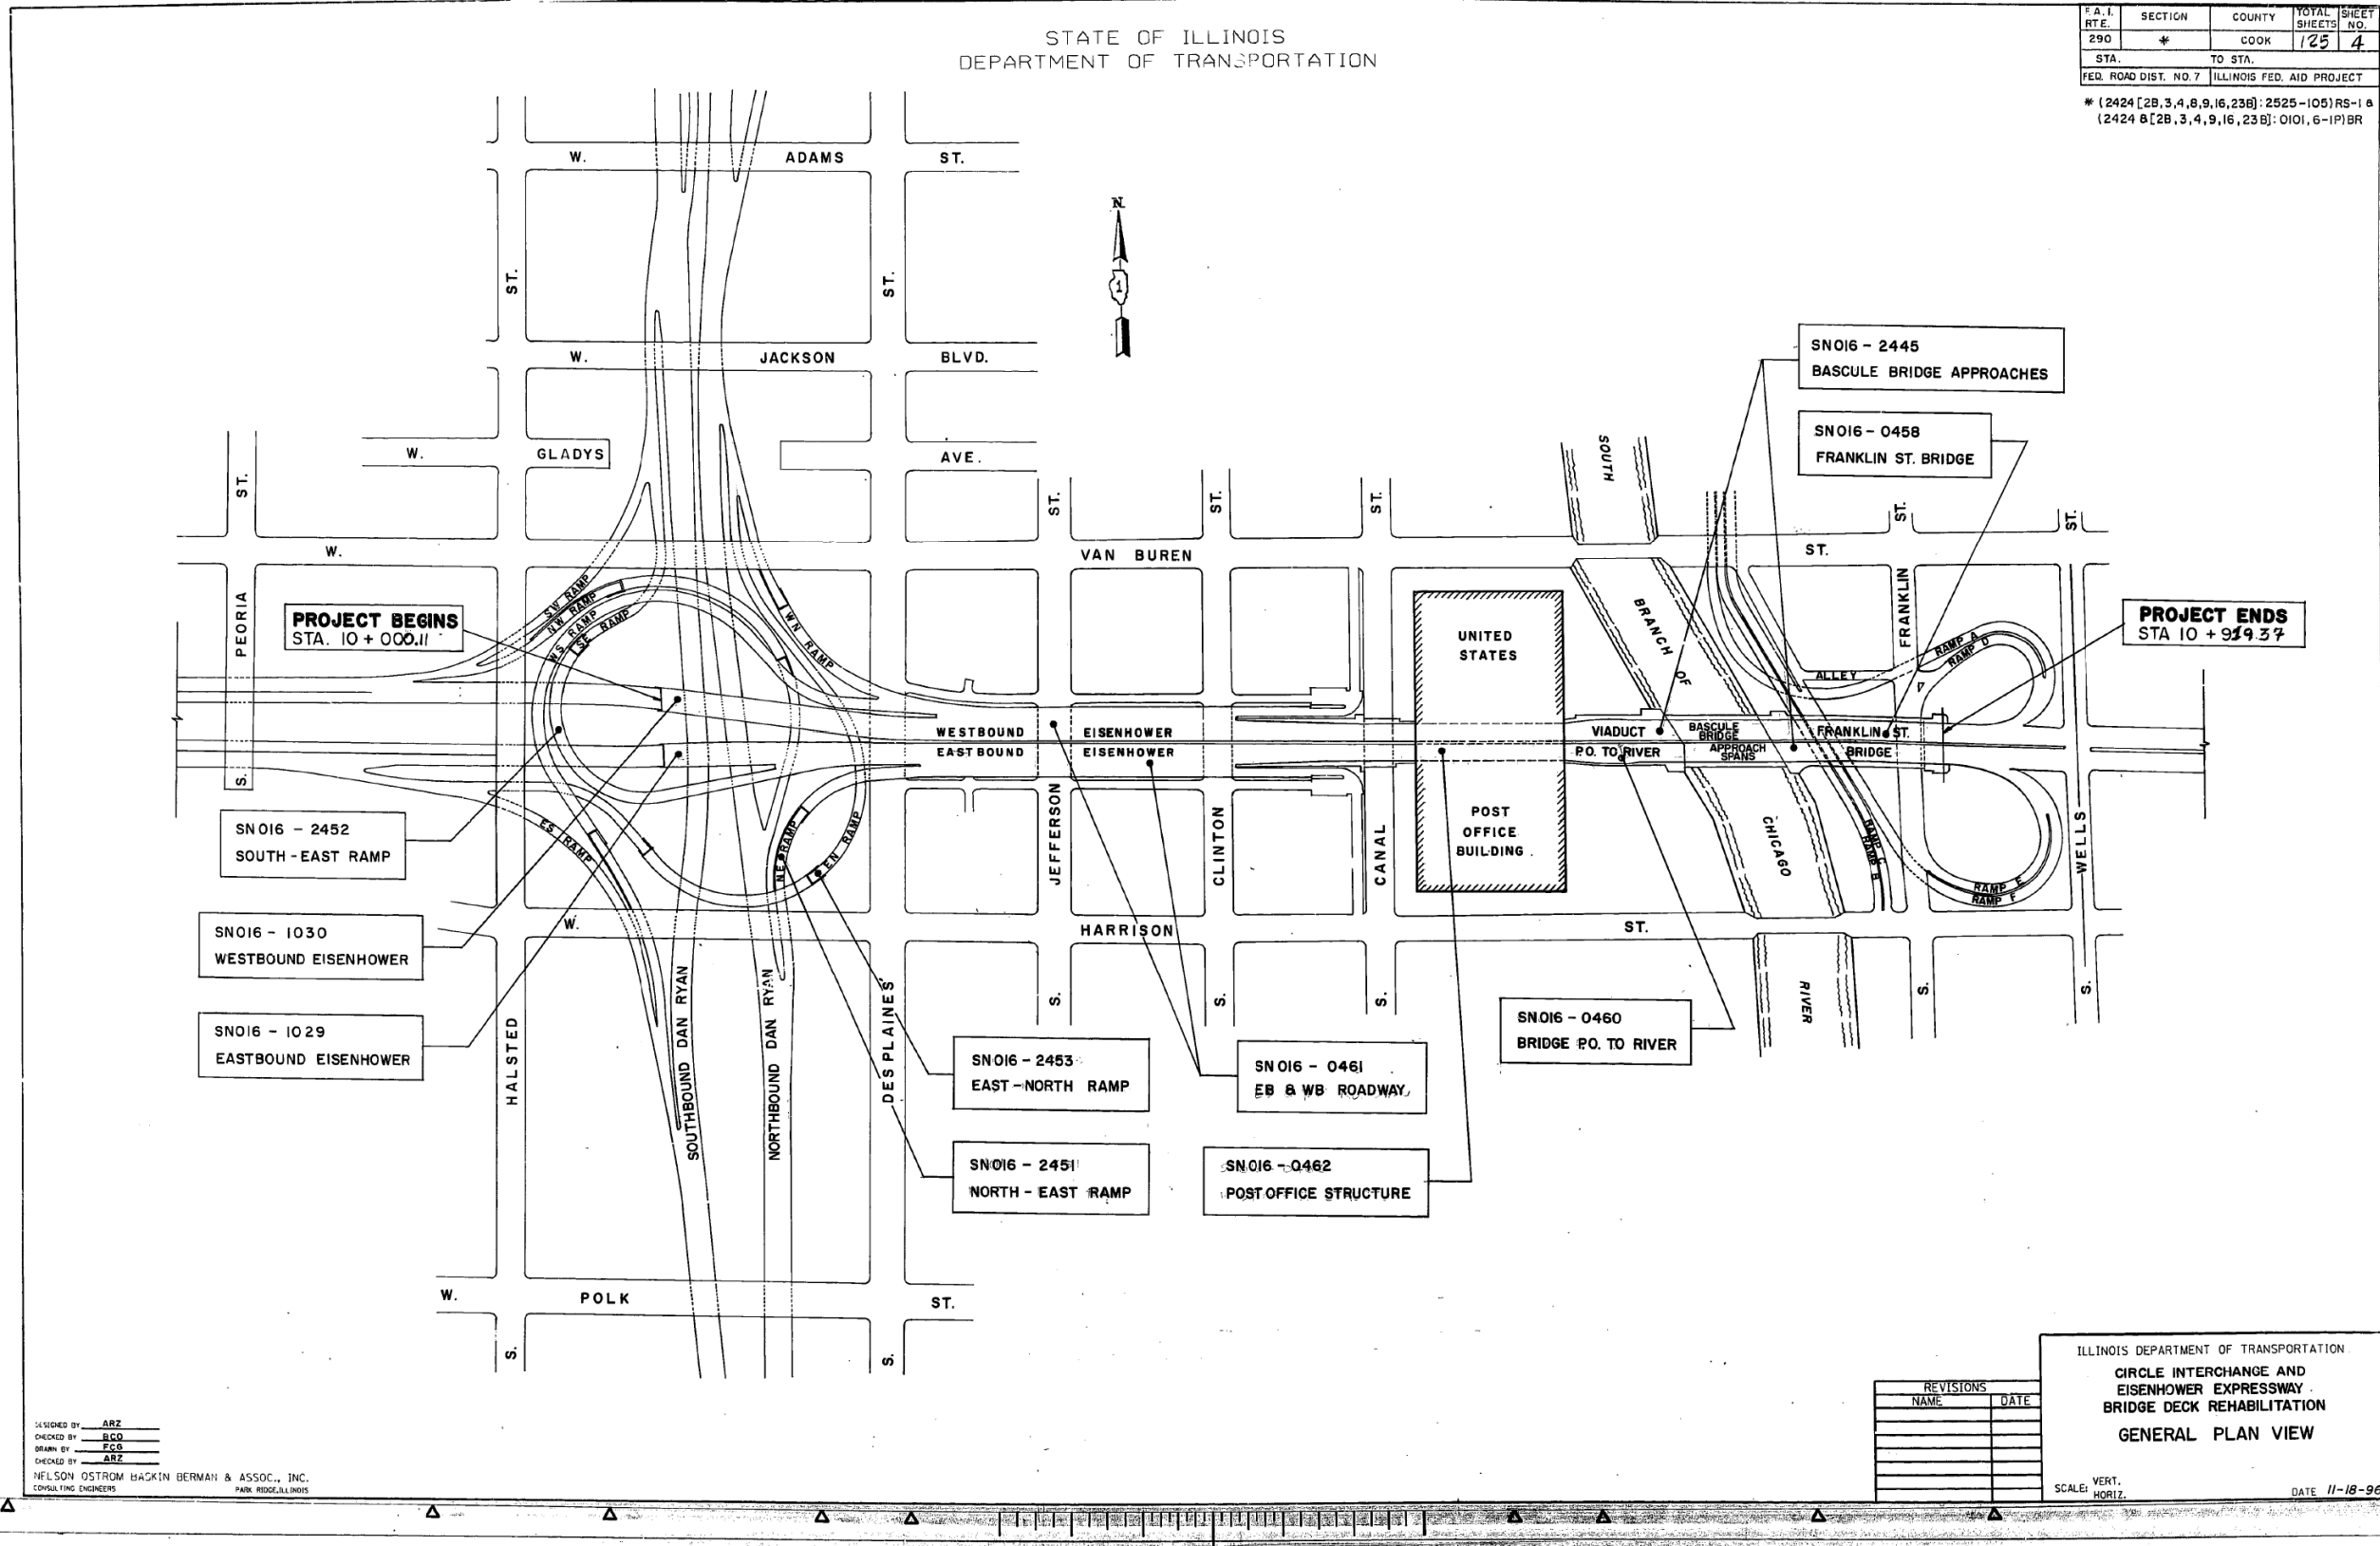 STATE OF ILLINOIS
DEPARTMENT OF TRANSPORTATION
F.A.I. RTE. SECTION COUNTY TOTAL SHEETS SHEET NO.
290 * COOK 125 4
STA. TO STA.
FED. ROAD DIST. NO. 7 ILLINOIS FED. AID PROJECT
* (2424 [2B,3,4,8,9,16,23B]: 2525-105) RS-1 &
(2424 & [2B,3,4,9,16,23B]: 0101, 6-1P) BR
W. ADAMS ST.
N
1
ST.
ST.
W. JACKSON BLVD.
W. GLADYS AVE.
SN016 - 2445
BASCULE BRIDGE APPROACHES
SN016 - 0458
FRANKLIN ST. BRIDGE
ST.
ST.
ST.
ST.
SOUTH
ST.
ST.
W. VAN BUREN ST.
PEORIA
S.
SW RAMP
NW RAMP
WS RAMP
SE RAMP
WN RAMP
PROJECT BEGINS
STA. 10 + 000.11
UNITED
STATES
BRANCH OF
FRANKLIN
RAMP A
RAMP D
ALLEY
PROJECT ENDS
STA 10 + 919.37
WESTBOUND EISENHOWER
EASTBOUND EISENHOWER
VIADUCT
P.O. TO RIVER
BASCULE
BRIDGE
APPROACH
SPANS
FRANKLIN ST.
BRIDGE
POST
OFFICE
BUILDING
ES RAMP
NE RAMP
EN RAMP
JEFFERSON
CLINTON
CANAL
CHICAGO
RAMP C
RAMP B
RAMP E
RAMP F
WELLS
SN016 - 2452
SOUTH - EAST RAMP
W. HARRISON ST.
SN016 - 1030
WESTBOUND EISENHOWER
SN016 - 1029
EASTBOUND EISENHOWER
HALSTED
SOUTHBOUND DAN RYAN
NORTHBOUND DAN RYAN
DES PLAINES
S.
S.
S.
RIVER
S.
S.
SN016 - 2453
EAST - NORTH RAMP
SN016 - 0461
EB & WB ROADWAY
SN016 - 0460
BRIDGE P.O. TO RIVER
SN016 - 2451
NORTH - EAST RAMP
SN016 - 0462
POST OFFICE STRUCTURE
W. POLK ST.
S.
S.
DESIGNED BY ARZ
CHECKED BY BCO
DRAWN BY FCG
CHECKED BY ARZ
NELSON OSTROM BASKIN BERMAN & ASSOC., INC.
CONSULTING ENGINEERS PARK RIDGE, ILLINOIS
REVISIONS
NAME DATE
ILLINOIS DEPARTMENT OF TRANSPORTATION
CIRCLE INTERCHANGE AND
EISENHOWER EXPRESSWAY
BRIDGE DECK REHABILITATION
GENERAL PLAN VIEW
SCALE: VERT.
HORIZ.
DATE 11-18-96